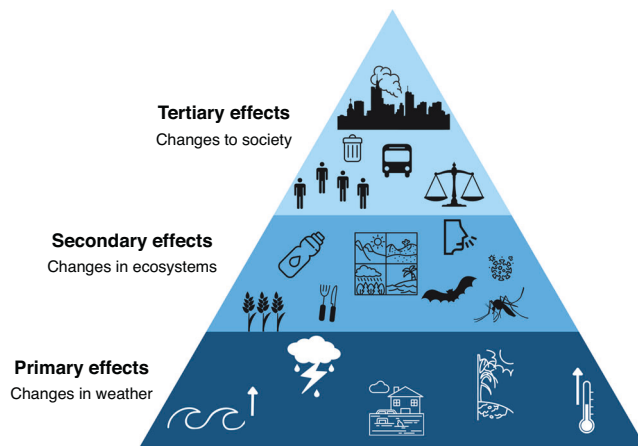 Tertiary effects
Changes to society
Secondary effects
Changes in ecosystems
Primary effects
Changes in weather